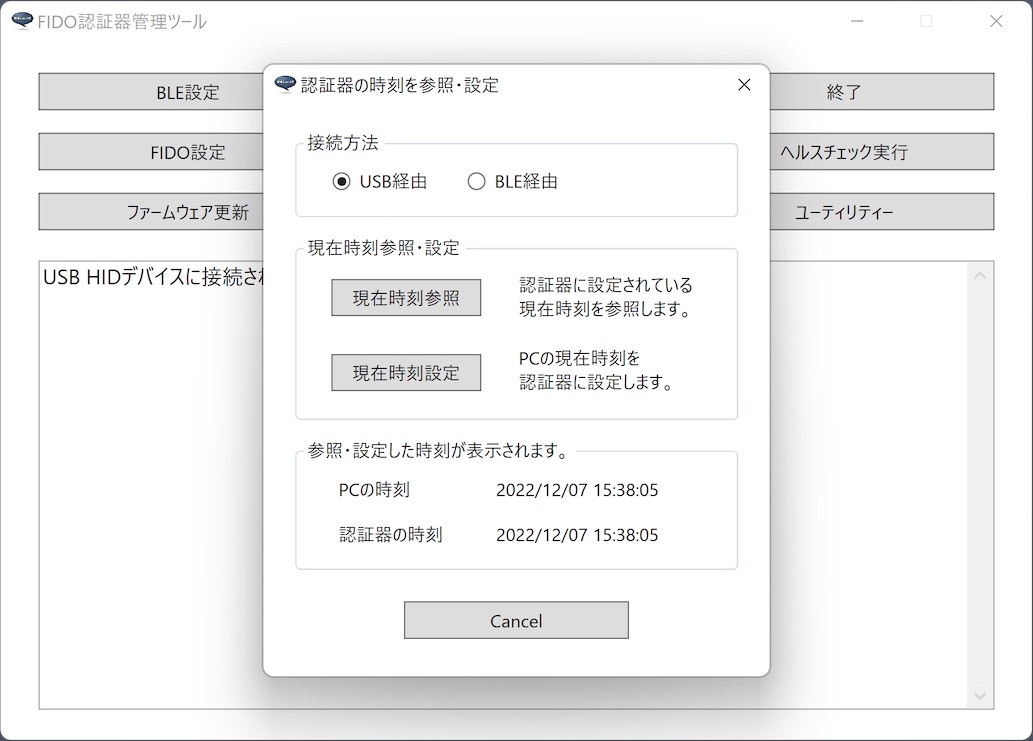 FIDO認証器管理ツール
BLE設定
終了
FIDO設定
ヘルスチェック実行
ファームウェア更新
ユーティリティー
USB HIDデバイスに接続さ
認証器の時刻を参照・設定
接続方法
USB経由
BLE経由
現在時刻参照・設定
現在時刻参照
認証器に設定されている
現在時刻を参照します。
現在時刻設定
PCの現在時刻を
認証器に設定します。
参照・設定した時刻が表示されます。
PCの時刻
2022/12/07 15:38:05
認証器の時刻
2022/12/07 15:38:05
Cancel